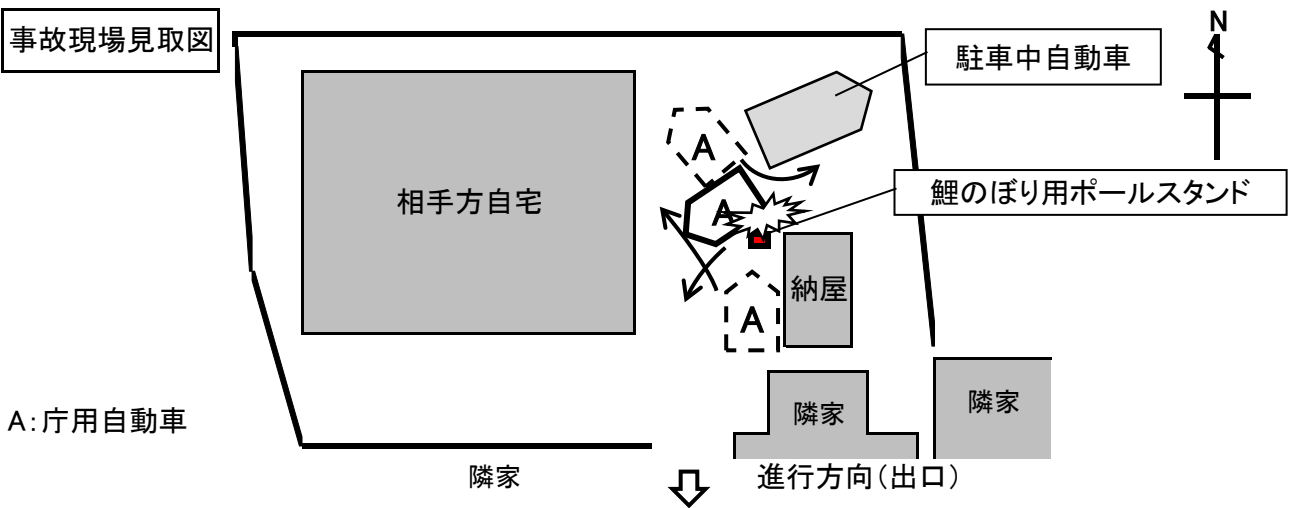 事故現場見取図
N
駐車中自動車
A
相手方自宅
A
鯉のぼり用ポールスタンド
納屋
A
隣家
隣家
A:庁用自動車
隣家
進行方向(出口)